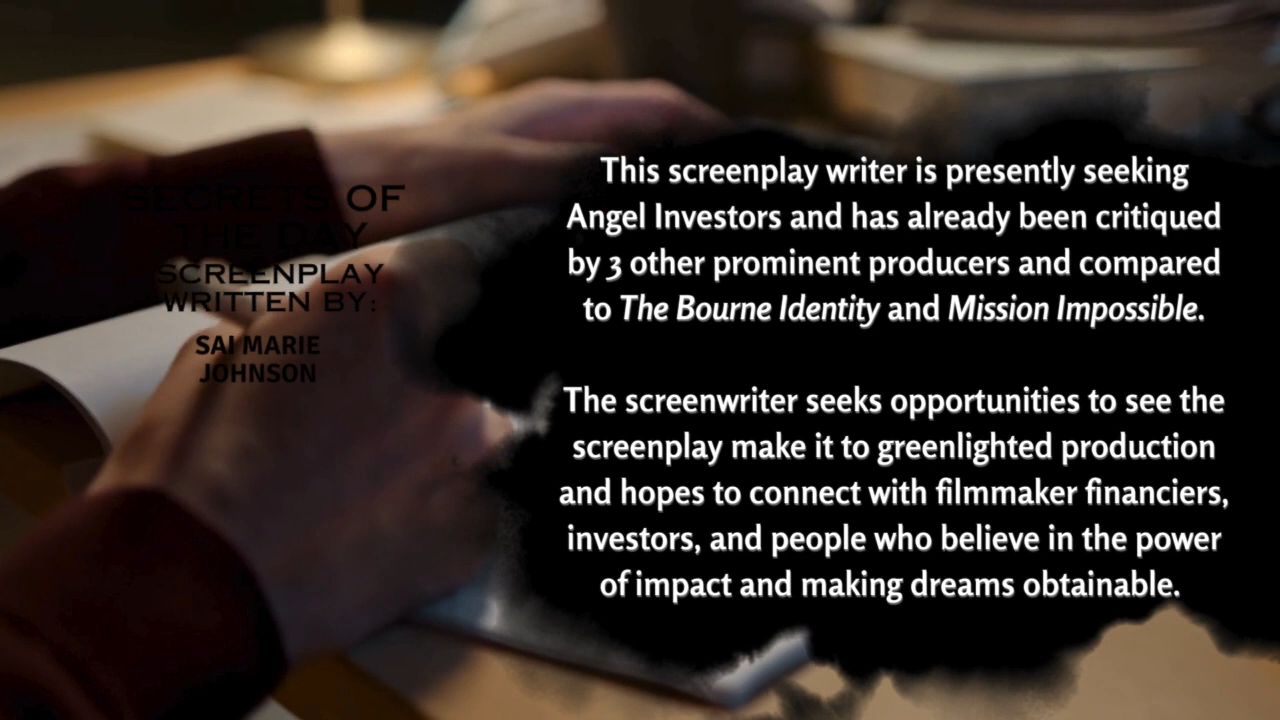 SECRETS OF
THE DAY
SCREENPLAY
WRITTEN BY:
SAI MARIE
JOHNSON
This screenplay writer is presently seeking
Angel Investors and has already been critiqued
by 3 other prominent producers and compared
to The Bourne Identity and Mission Impossible.
The screenwriter seeks opportunities to see the
screenplay make it to greenlighted production
and hopes to connect with filmmaker financiers,
investors, and people who believe in the power
of impact and making dreams obtainable.